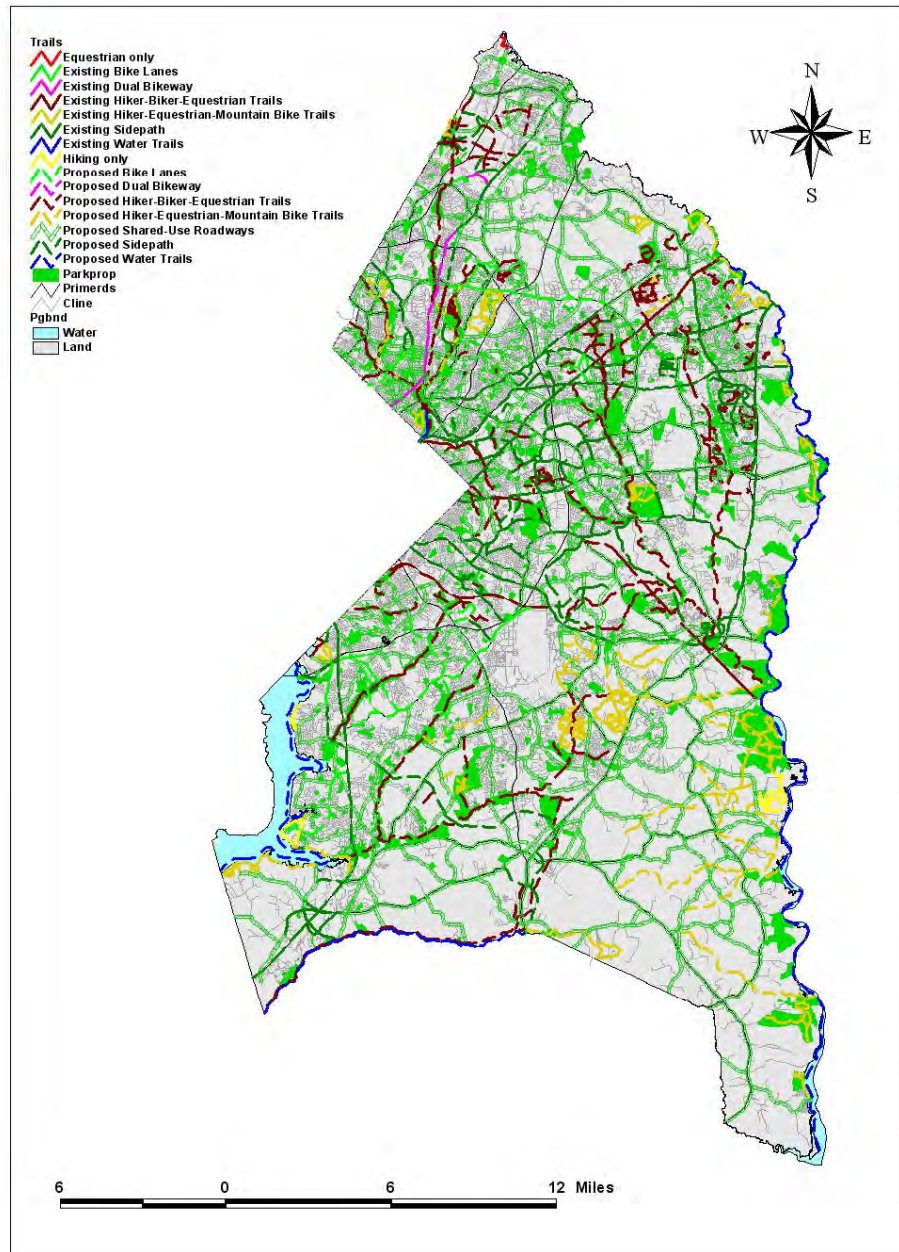 Trails
Equestrian only
Existing Bike Lanes
Existing Dual Bikeway
Existing Hiker-Biker-Equestrian Trails
Existing Hiker-Equestrian-Mountain Bike Trails
Existing Sidepath
Existing Water Trails
Hiking only
Proposed Bike Lanes
Proposed Dual Bikeway
Proposed Hiker-Biker-Equestrian Trails
Proposed Hiker-Equestrian-Mountain Bike Trails
Proposed Shared-Use Roadways
Proposed Sidepath
Proposed Water Trails
Parkprop
Primerds
Cline
Pgbnd
Water
Land
N
W E
S
6 0 6 12 Miles